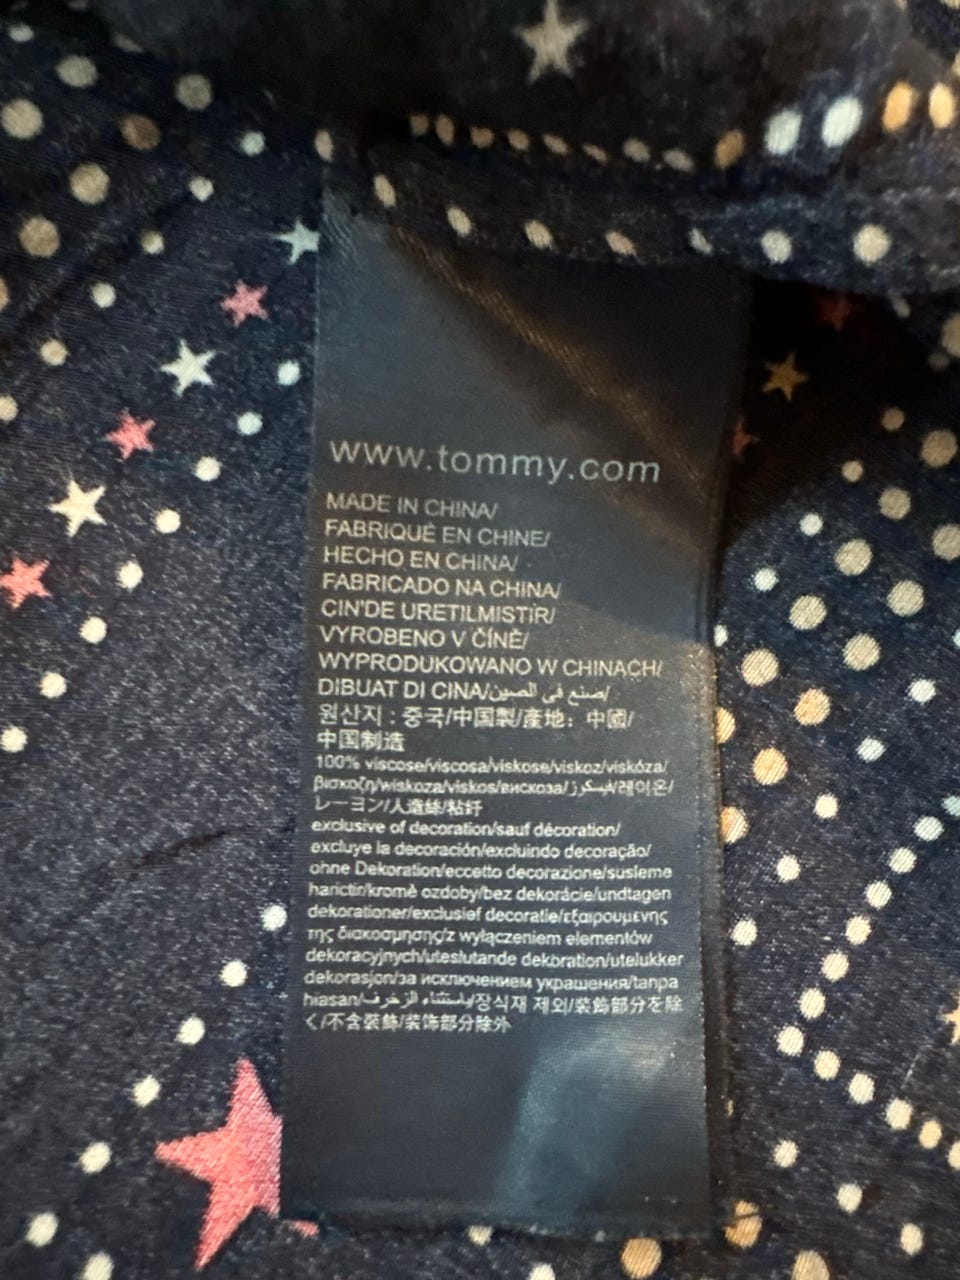 www.tommy.com
MADE IN CHINA/
FABRIQUÉ EN CHINE/
HECHO EN CHINA/
FABRICADO NA CHINA/
CIN'DE URETILMISTIR/
VYROBENO V ČÍNĚ/
WYPRODUKOWANO W CHINACH/
DIBUAT DI CINA/صنع في الصين/
원산지 : 중국/中国製/產地：中國/
中国制造
100% viscose/viscosa/viskose/viskoz/viskóza/
βισκοζη/wiskoza/viskos/вискоза/فيسكوز/레이온/
レーヨン/人造絲/粘纤
exclusive of decoration/sauf décoration/
excluye la decoración/excluindo decoração/
ohne Dekoration/eccetto decorazione/susleme
harictir/kromě ozdoby/bez dekorácie/undtagen
dekorationer/exclusief decoratie/εξαιρουμενης
της διακοσμησης/z wyłączeniem elementów
dekoracyjnych/uteslutande dekoration/utelukker
dekorasjon/за исключением украшения/tanpa
hiasan/باستثناء الزخرف/장식재 제외/装飾部分を除
く/不含裝飾/装饰部分除外